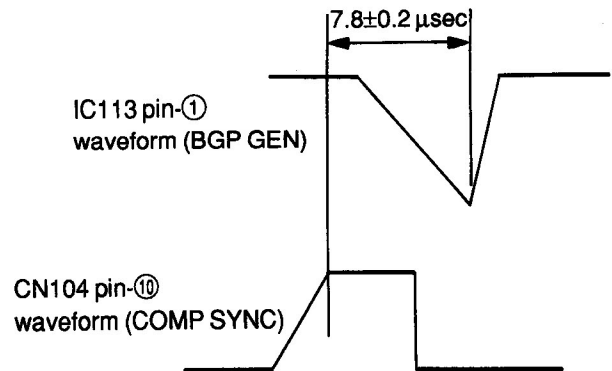 7.8±0.2 µsec
IC113 pin-①
waveform (BGP GEN)
CN104 pin-⑩
waveform (COMP SYNC)